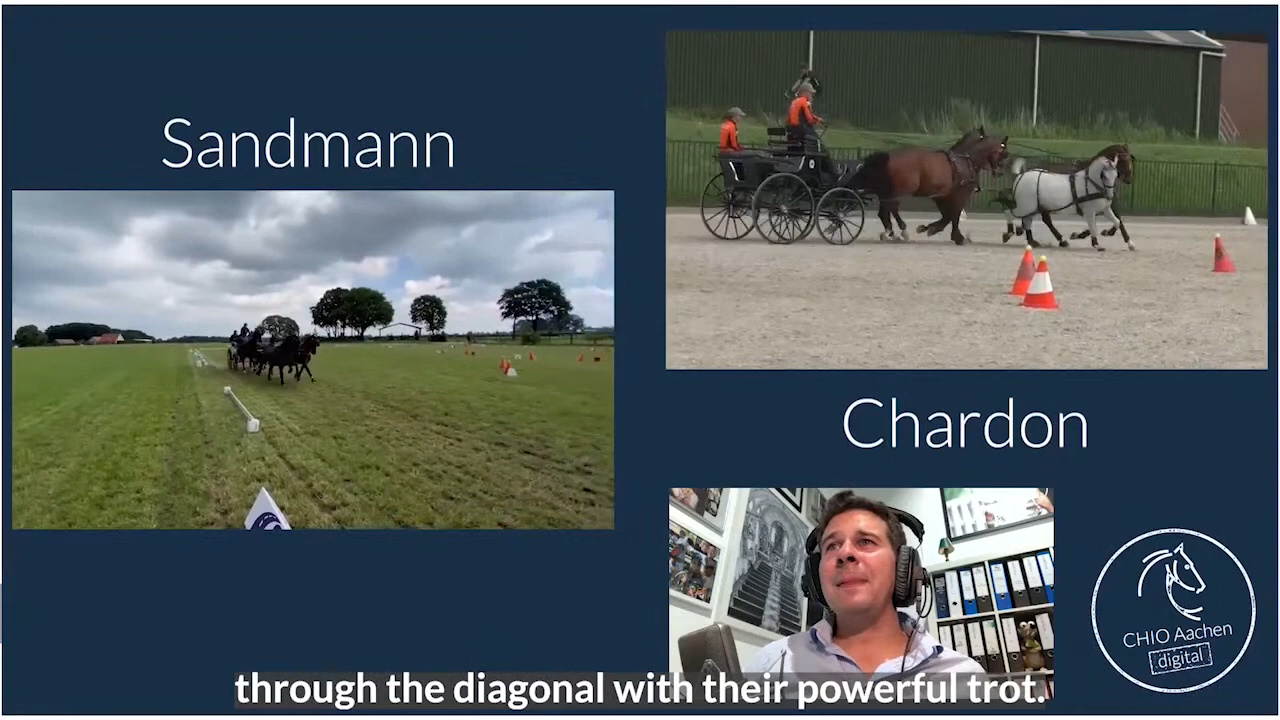 Sandmann
Chardon
CHIO Aachen
digital
through the diagonal with their powerful trot.